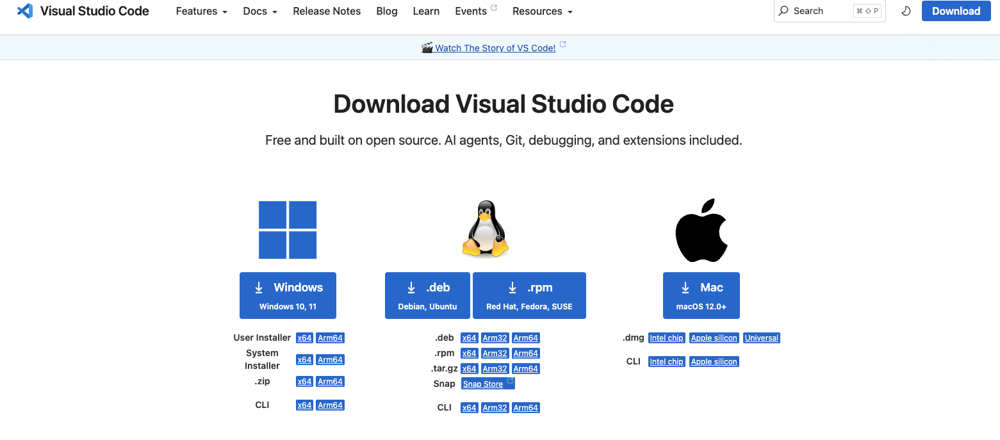 Visual Studio Code Features Docs Release Notes Blog Learn Events Resources Search ⌘ ⇧ P Download
🎬 Watch The Story of VS Code!
Download Visual Studio Code
Free and built on open source. AI agents, Git, debugging, and extensions included.
Windows
Windows 10, 11
User Installer x64 Arm64
System Installer x64 Arm64
.zip x64 Arm64
CLI x64 Arm64
.deb
Debian, Ubuntu
.rpm
Red Hat, Fedora, SUSE
.deb x64 Arm32 Arm64
.rpm x64 Arm32 Arm64
.tar.gz x64 Arm32 Arm64
Snap Snap Store
CLI x64 Arm32 Arm64
Mac
macOS 12.0+
.dmg Intel chip Apple silicon Universal
CLI Intel chip Apple silicon